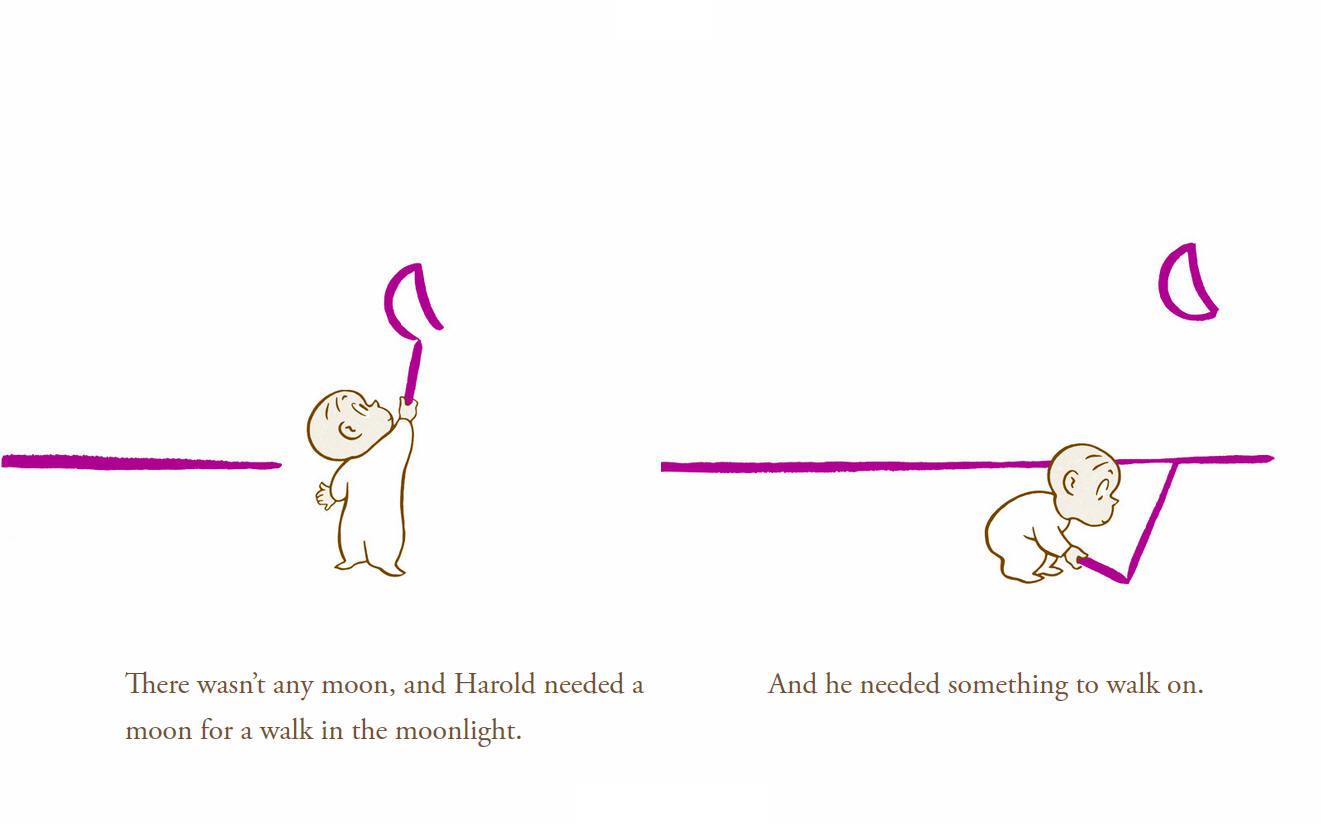 There wasn’t any moon, and Harold needed a
moon for a walk in the moonlight.
And he needed something to walk on.